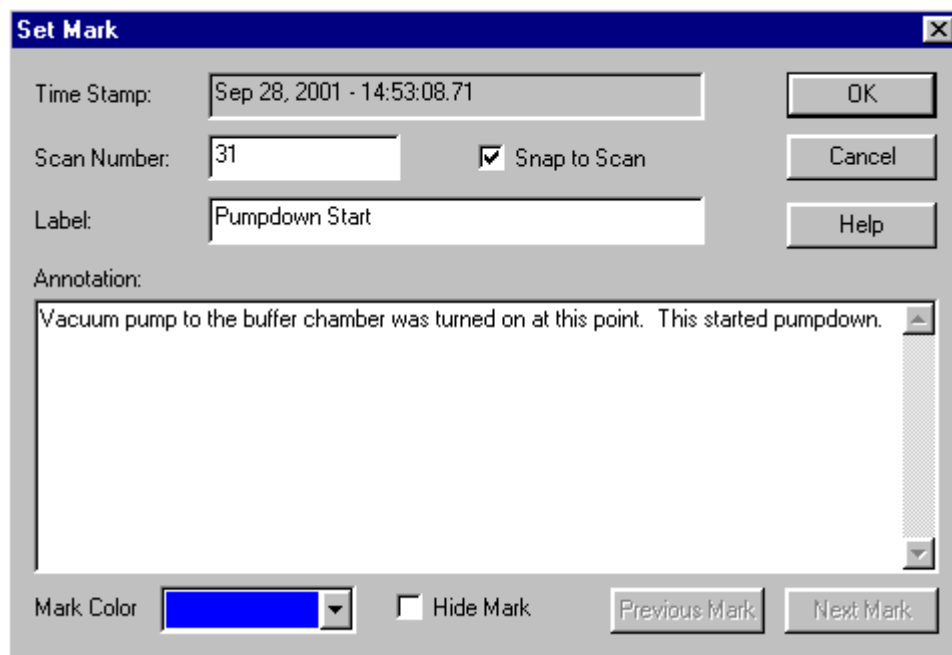 Set Mark
Time Stamp: Sep 28, 2001 - 14:53:08.71 OK
Scan Number: 31 Snap to Scan Cancel
Label: Pumpdown Start Help
Annotation:
Vacuum pump to the buffer chamber was turned on at this point.  This started pumpdown.
Mark Color Hide Mark Previous Mark Next Mark